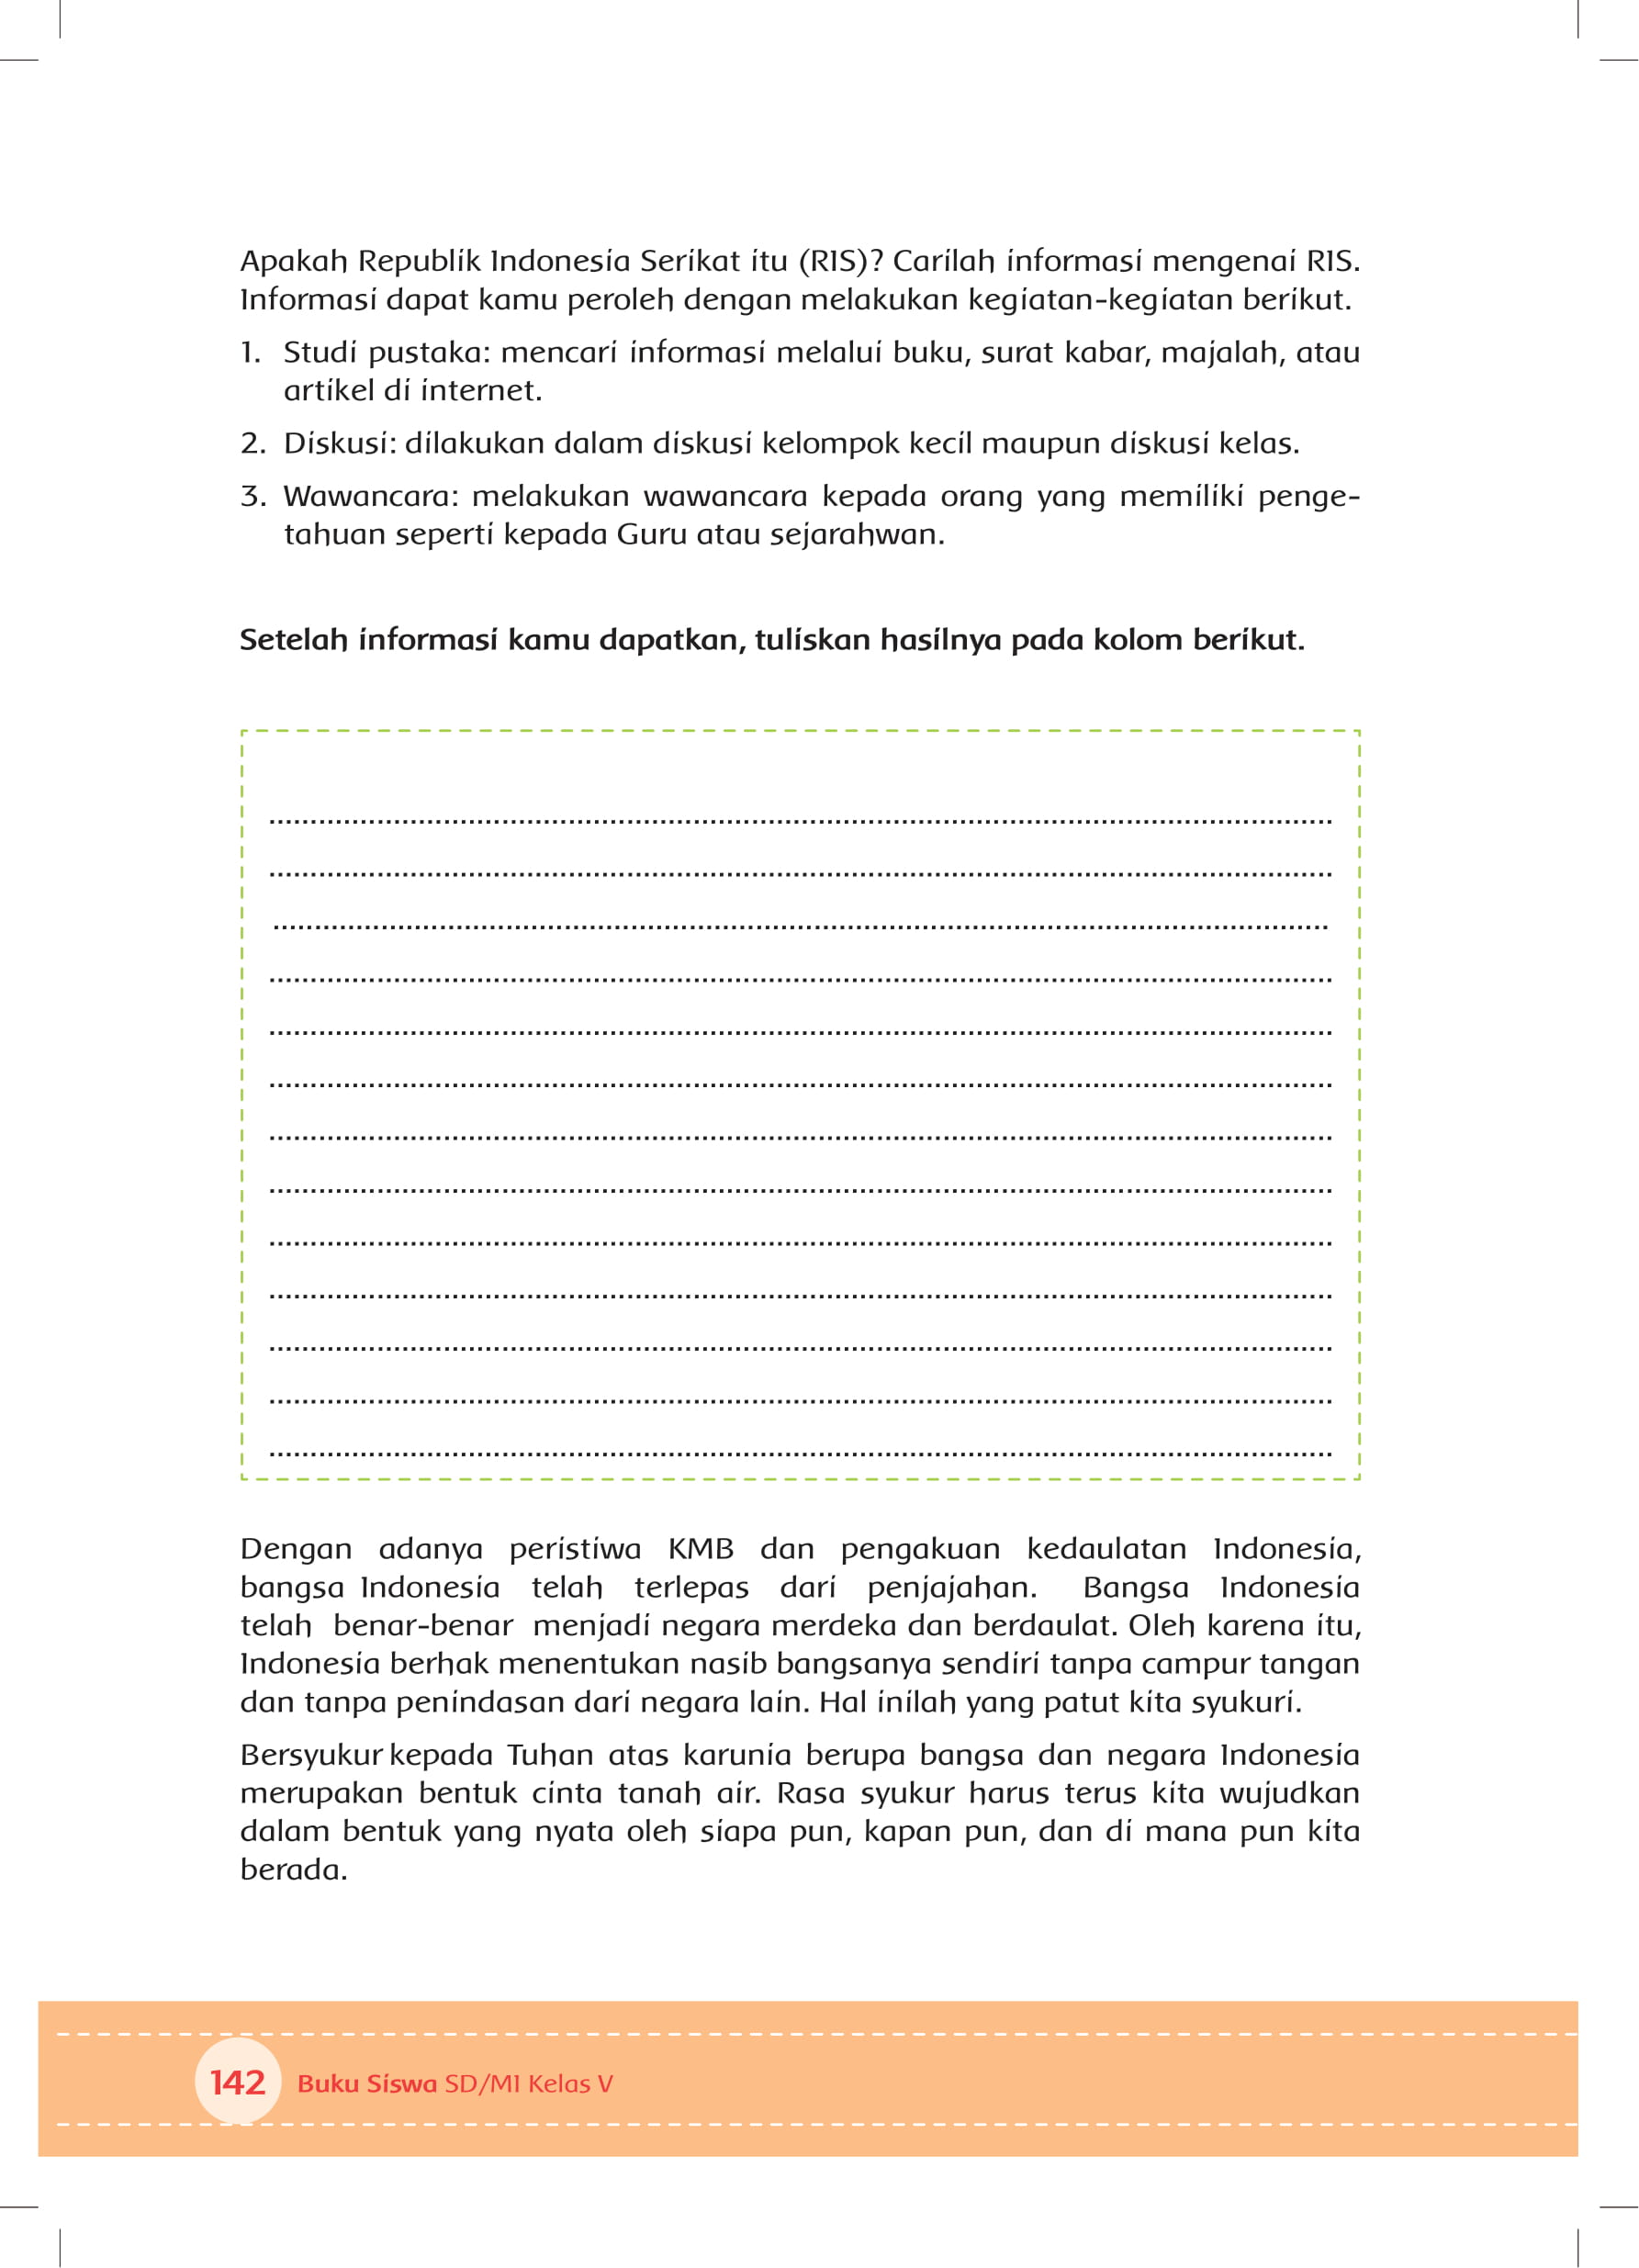 Apakah Republik Indonesia Serikat itu (RIS)? Carilah informasi mengenai RIS.
Informasi dapat kamu peroleh dengan melakukan kegiatan-kegiatan berikut.
1. Studi pustaka: mencari informasi melalui buku, surat kabar, majalah, atau
artikel di internet.
2. Diskusi: dilakukan dalam diskusi kelompok kecil maupun diskusi kelas.
3. Wawancara: melakukan wawancara kepada orang yang memiliki penge-
tahuan seperti kepada Guru atau sejarahwan.
Setelah informasi kamu dapatkan, tuliskan hasilnya pada kolom berikut.
Dengan adanya peristiwa KMB dan pengakuan kedaulatan Indonesia,
bangsa Indonesia telah terlepas dari penjajahan. Bangsa Indonesia
telah benar-benar menjadi negara merdeka dan berdaulat. Oleh karena itu,
Indonesia berhak menentukan nasib bangsanya sendiri tanpa campur tangan
dan tanpa penindasan dari negara lain. Hal inilah yang patut kita syukuri.
Bersyukur kepada Tuhan atas karunia berupa bangsa dan negara Indonesia
merupakan bentuk cinta tanah air. Rasa syukur harus terus kita wujudkan
dalam bentuk yang nyata oleh siapa pun, kapan pun, dan di mana pun kita
berada.
142 Buku Siswa SD/MI Kelas V